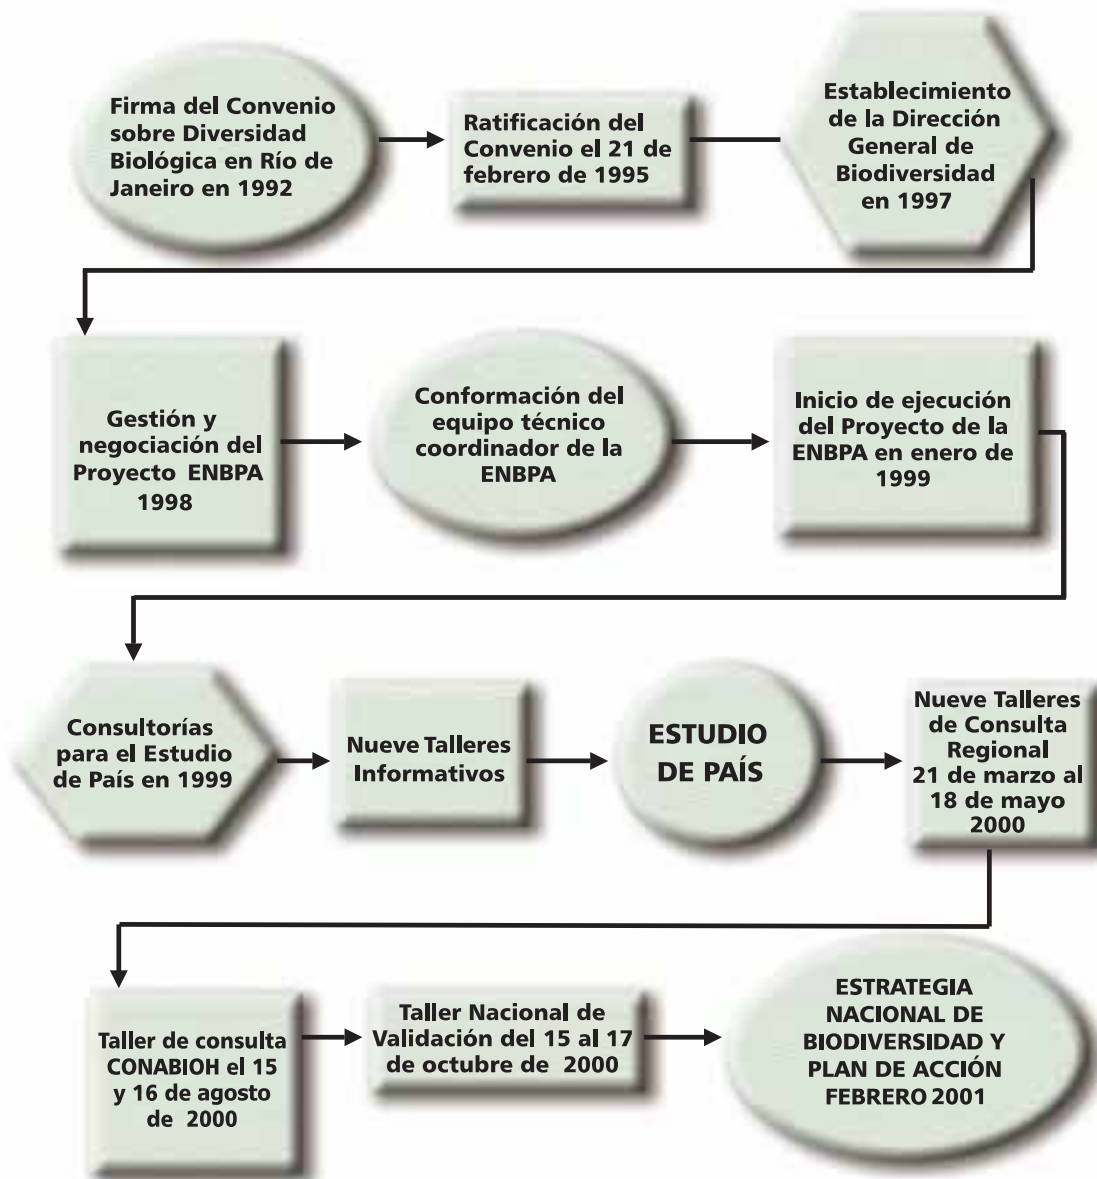 Firma del Convenio
sobre Diversidad
Biológica en Río de
Janeiro en 1992
Ratificación del
Convenio el 21 de
febrero de 1995
Establecimiento
de la Dirección
General de
Biodiversidad
en 1997
Gestión y
negociación del
Proyecto ENBPA
1998
Conformación del
equipo técnico
coordinador de la
ENBPA
Inicio de ejecución
del Proyecto de la
ENBPA en enero de
1999
Consultorías
para el Estudio
de País en 1999
Nueve Talleres
Informativos
ESTUDIO
DE PAÍS
Nueve Talleres
de Consulta
Regional
21 de marzo al
18 de mayo
2000
Taller de consulta
CONABIOH el 15
y 16 de agosto
de 2000
Taller Nacional de
Validación del 15 al 17
de octubre de 2000
ESTRATEGIA
NACIONAL DE
BIODIVERSIDAD Y
PLAN DE ACCIÓN
FEBRERO 2001